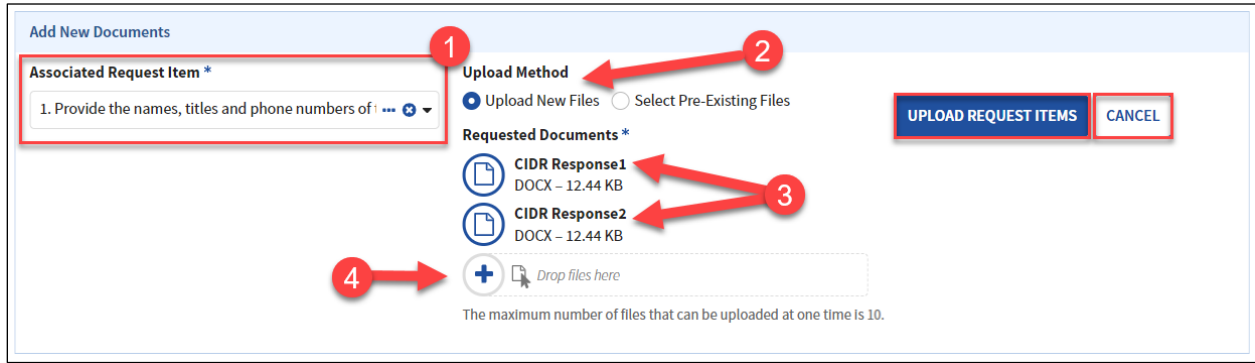 Add New Documents
1
Associated Request Item *
1. Provide the names, titles and phone numbers of
2
Upload Method
Upload New Files
Select Pre-Existing Files
Requested Documents *
CIDR Response1
DOCX – 12.44 KB
3
CIDR Response2
DOCX – 12.44 KB
4
Drop files here
The maximum number of files that can be uploaded at one time is 10.
UPLOAD REQUEST ITEMS
CANCEL